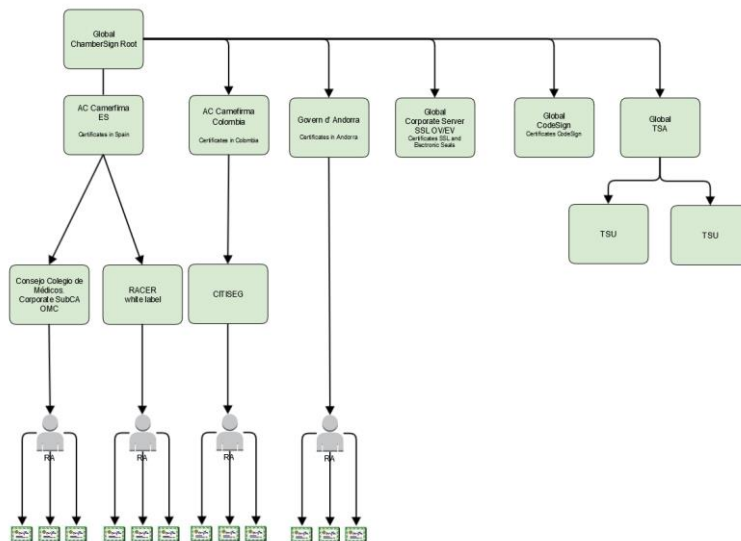 Global
ChamberSign Root
AC Camerfirma
ES
Certificates in Spain
AC Camefirma
Colombia
Certificates in Colombia
Govern d' Andorra
Certificates in Andorra
Global
Corporate Server
SSL OV/EV
Certificates SSL and
Electronic Seals
Global
CodeSign
Certificates CodeSign
Global
TSA
TSU
TSU
Consejo Colegio de
Médicos.
Corporate SubCA
OMC
RACER
white label
CITISEG
RA
RA
RA
RA